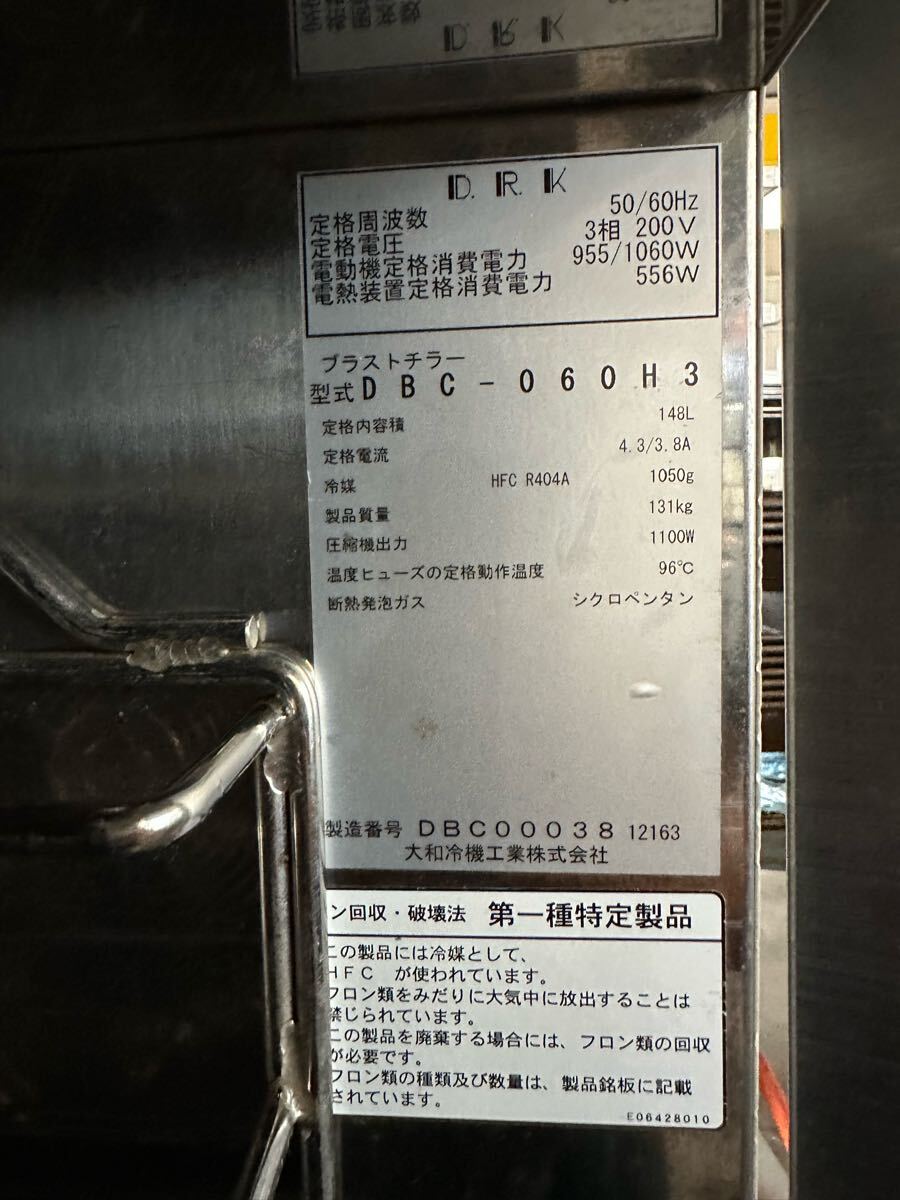 D. R. K
定格周波数 50/60Hz
定格電圧 3相 200V
電動機定格消費電力 955/1060W
電熱装置定格消費電力 556W
ブラストチラー
型式 DBC-060H3
定格内容積 148L
定格電流 4.3/3.8A
冷媒 HFC R404A 1050g
製品質量 131kg
圧縮機出力 1100W
温度ヒューズの定格動作温度 96℃
断熱発泡ガス シクロペンタン
製造番号 DBC00038 12163
大和冷機工業株式会社
ン回収・破壊法 第一種特定製品
この製品には冷媒として、
HFC が使われています。
フロン類をみだりに大気中に放出することは
禁じられています。
この製品を廃棄する場合には、フロン類の回収
が必要です。
フロン類の種類及び数量は、製品銘板に記載
されています。
E06428010